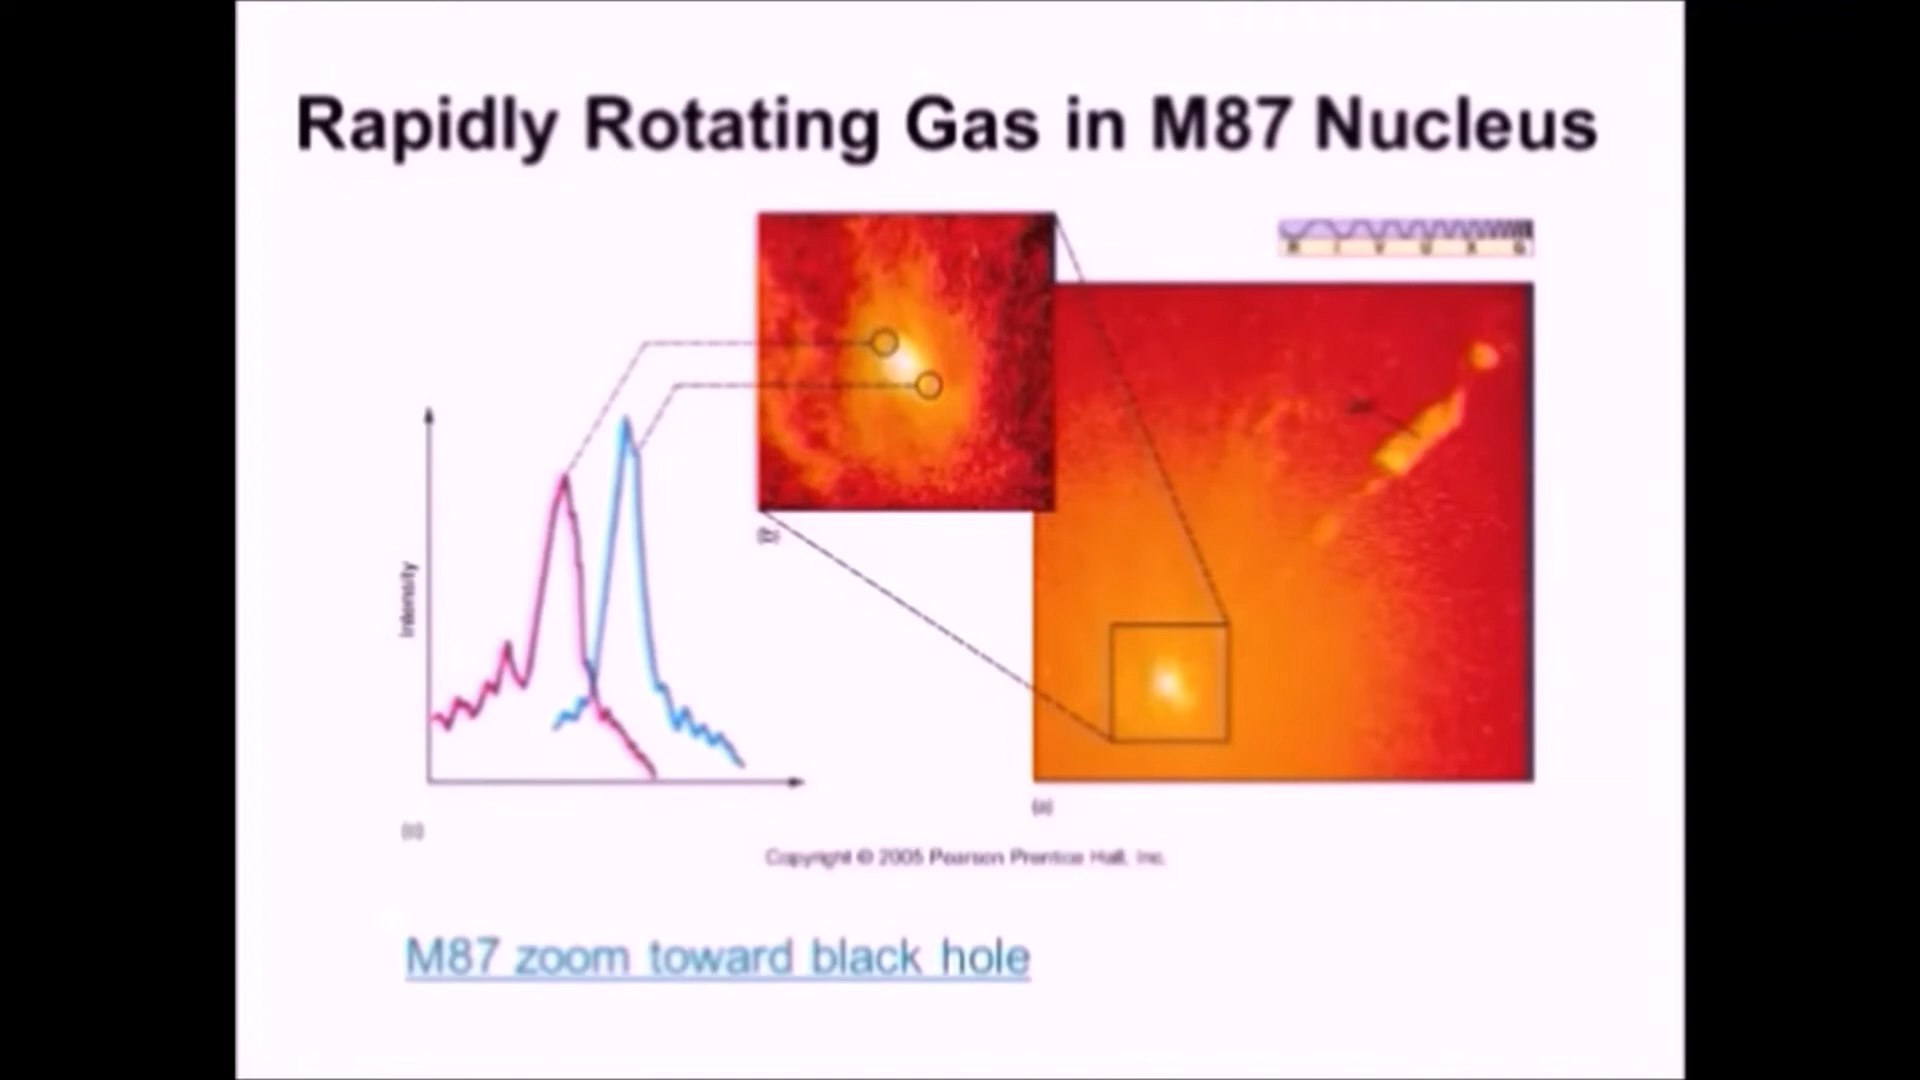 Rapidly Rotating Gas in M87 Nucleus
R I V U X G
Intensity
(a)
(c)
Copyright © 2005 Pearson Prentice Hall, Inc.
M87 zoom toward black hole